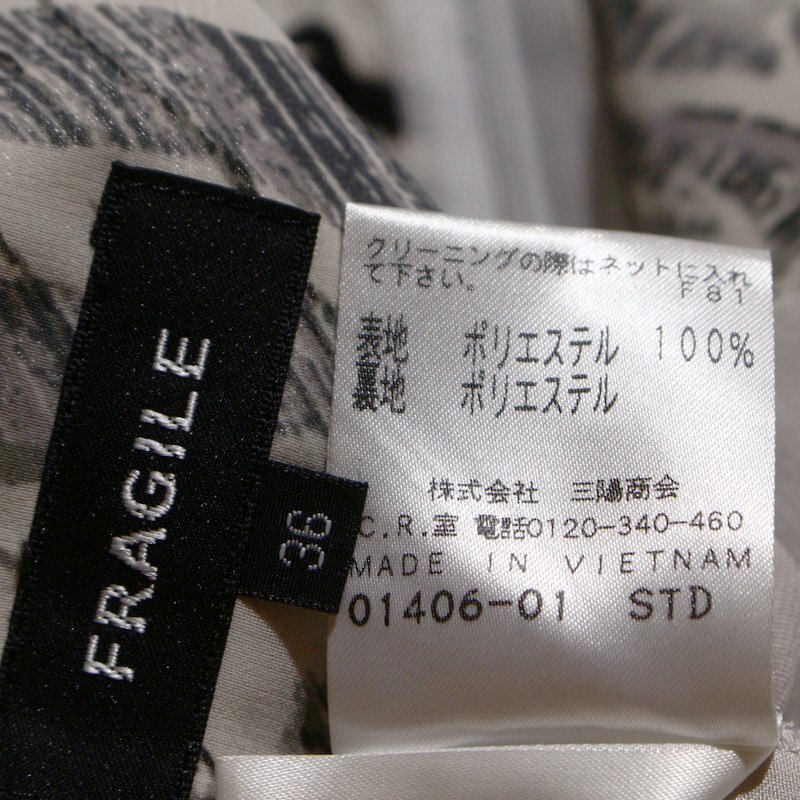 FRAGILE
36
クリーニングの際はネットに入れ
て下さい。 F81
表地 ポリエステル 100%
裏地 ポリエステル
株式会社 三陽商会
C.R.室 電話0120-340-460
MADE IN VIETNAM
01406-01 STD